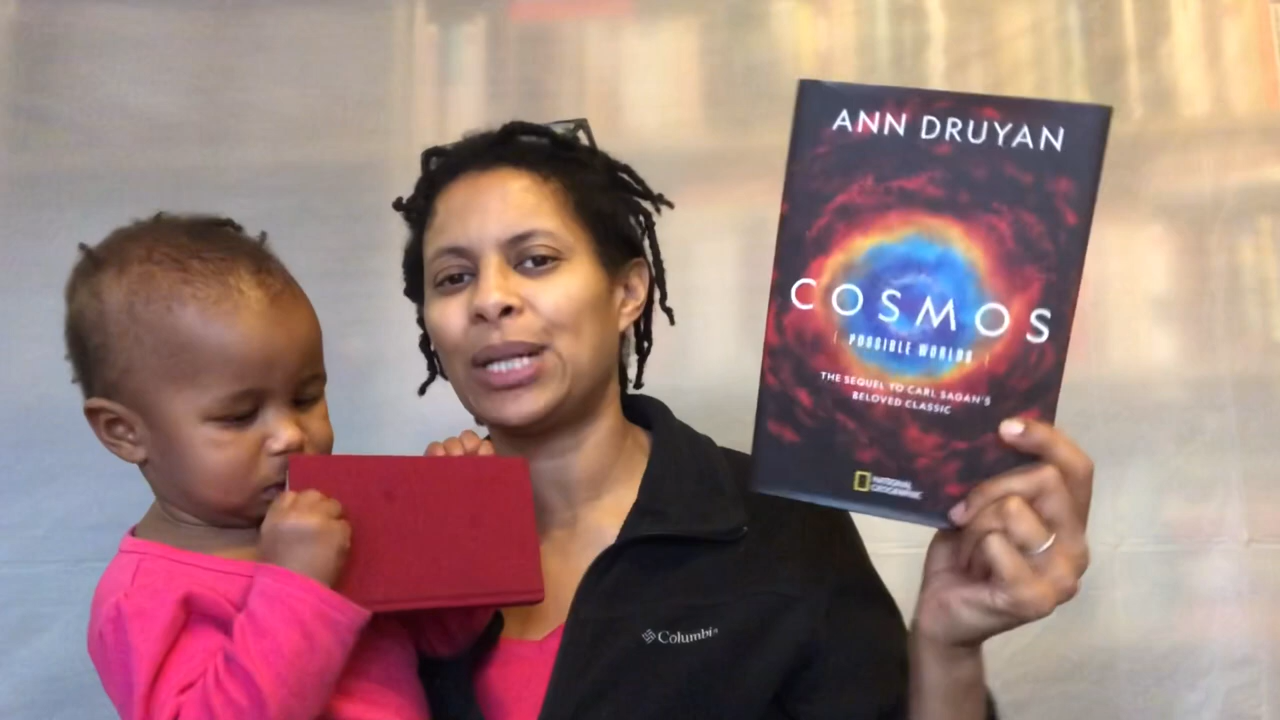 ANN DRUYAN
COSMOS
POSSIBLE WORLDS
THE SEQUEL TO CARL SAGAN'S
BELOVED CLASSIC
NATIONAL
GEOGRAPHIC
Columbia